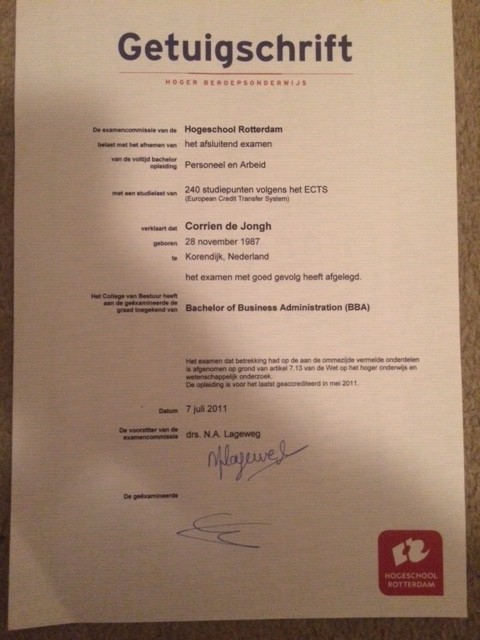 Getuigschrift
HOGER BEROEPSONDERWIJS
De examencommissie van de Hogeschool Rotterdam
belast met het afnemen van het afsluitend examen
van de voltijd bachelor
opleiding Personeel en Arbeid
met een studielast van 240 studiepunten volgens het ECTS
(European Credit Transfer System)
verklaart dat Corrien de Jongh
geboren 28 november 1987
te Korendijk, Nederland
het examen met goed gevolg heeft afgelegd.
Het College van Bestuur heeft
aan de geëxamineerde de
graad toegekend van Bachelor of Business Administration (BBA)
Het examen dat betrekking had op de aan de ommezijde vermelde onderdelen
is afgenomen op grond van artikel 7.13 van de Wet op het hoger onderwijs en
wetenschappelijk onderzoek.
De opleiding is voor het laatst geaccrediteerd in mei 2011.
Datum 7 juli 2011
De voorzitter van de
examencommissie drs. N.A. Lageweg
De geëxamineerde
HOGESCHOOL
ROTTERDAM